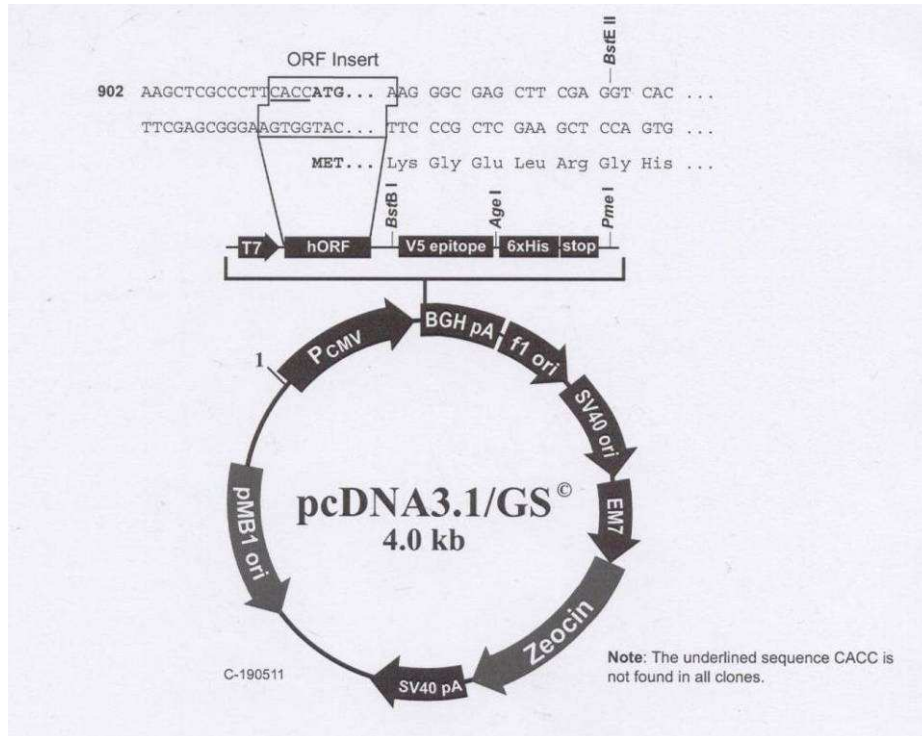 ORF Insert
BstE II
902 AAGCTCGCCCTTCACCATG... AAG GGC GAG CTT CGA GGT CAC ...
TTCGAGCGGGAAGTGGTAC... TTC CCG CTC GAA GCT CCA GTG ...
MET... Lys Gly Glu Leu Arg Gly His ...
BstB I
Age I
Pme I
T7 hORF V5 epitope 6xHis stop
PCMV
BGH pA
f1 ori
1
SV40 ori
pMB1 ori
pcDNA3.1/GS©
4.0 kb
EM7
Zeocin
SV40 pA
C-190511
Note: The underlined sequence CACC is
not found in all clones.